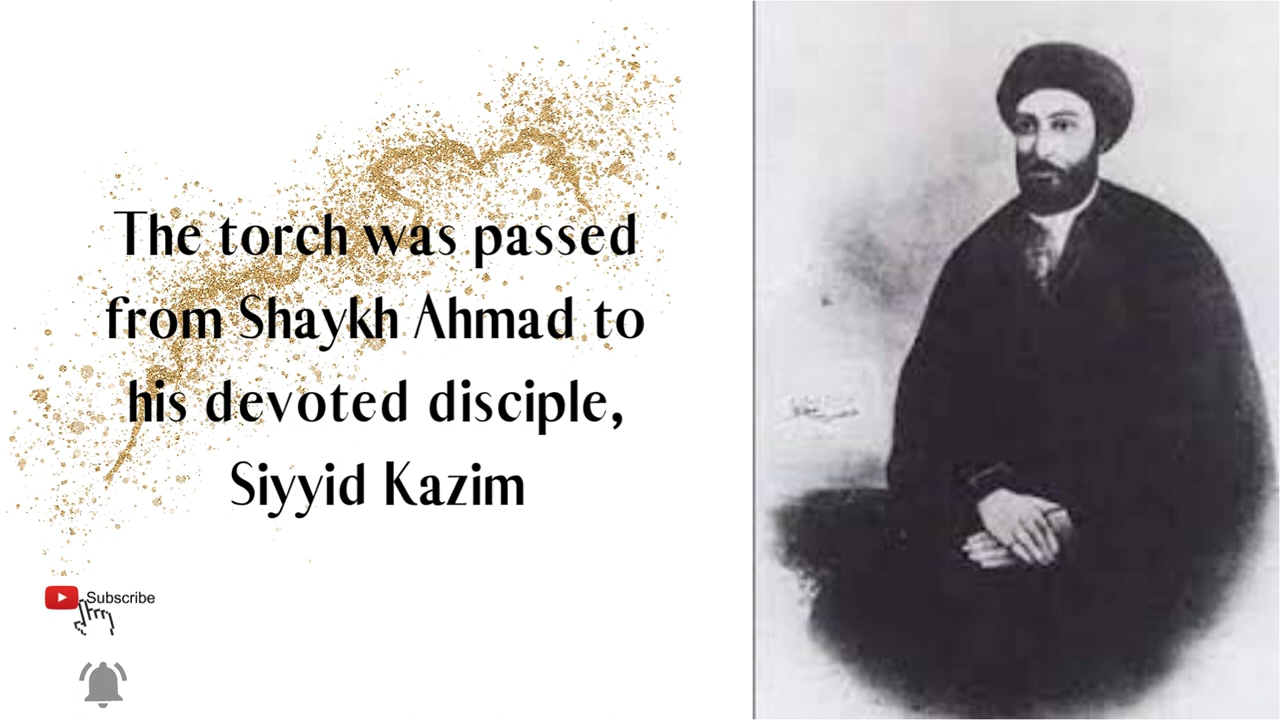 The torch was passed
from Shaykh Ahmad to
his devoted disciple,
Siyyid Kazim
Subscribe